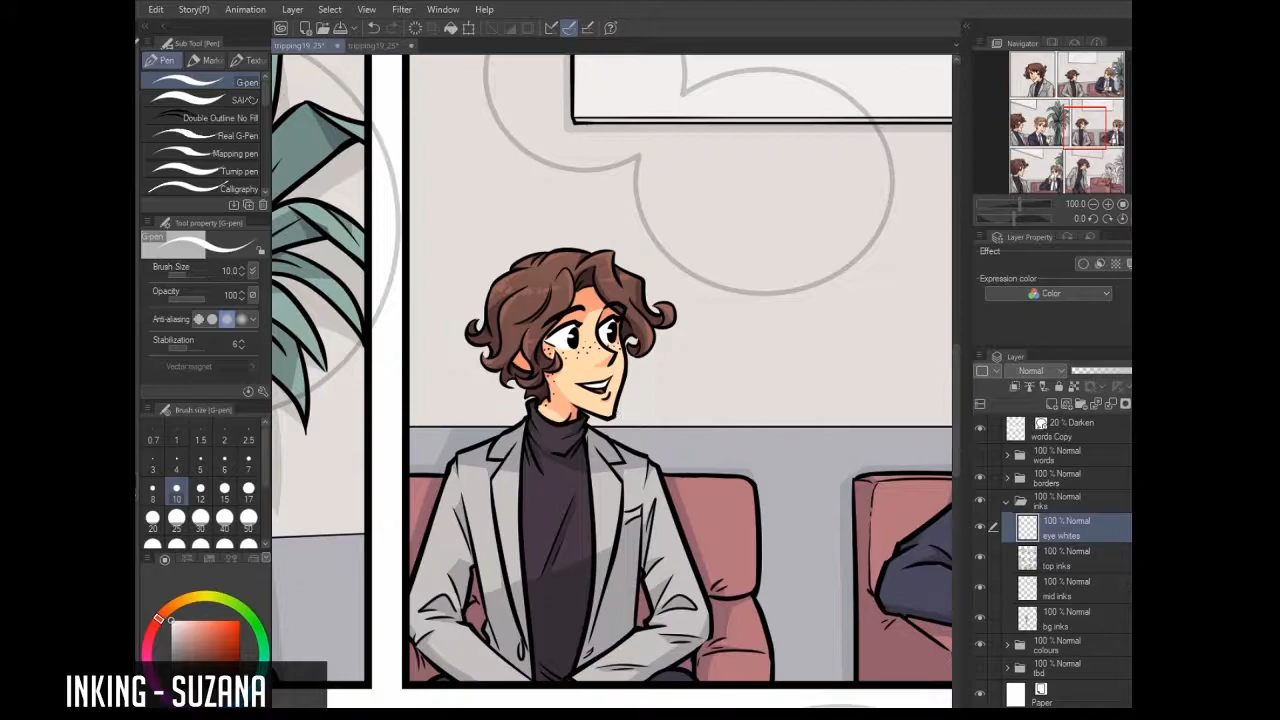 Edit Story(P) Animation Layer Select View Filter Window Help
Sub Tool [Pen]
tripping19_25* tripping19_25*
Navigator
Pen Mark Textu
G-pen
Double Outline No Fill
Real G-Pen
Mapping pen
Turnip pen
Calligraphy
Tool property [G-pen]
G-pen
Brush Size 10.0
Opacity 100
Anti-aliasing
Stabilization 6
Vector magnet
Brush size [G-pen]
0.7 1 1.5 2 2.5
3 4 5 6 7
8 10 12 15 17
20 25 30 40 50
100.0
0.0
Layer Property
Effect
Expression color
Color
Layer
Normal
20 % Darken
words Copy
100 % Normal
words
100 % Normal
borders
100 % Normal
inks
100 % Normal
eye whites
100 % Normal
top inks
100 % Normal
mid inks
100 % Normal
bg inks
100 % Normal
colours
100 % Normal
tbd
Paper
INKING - SUZANA